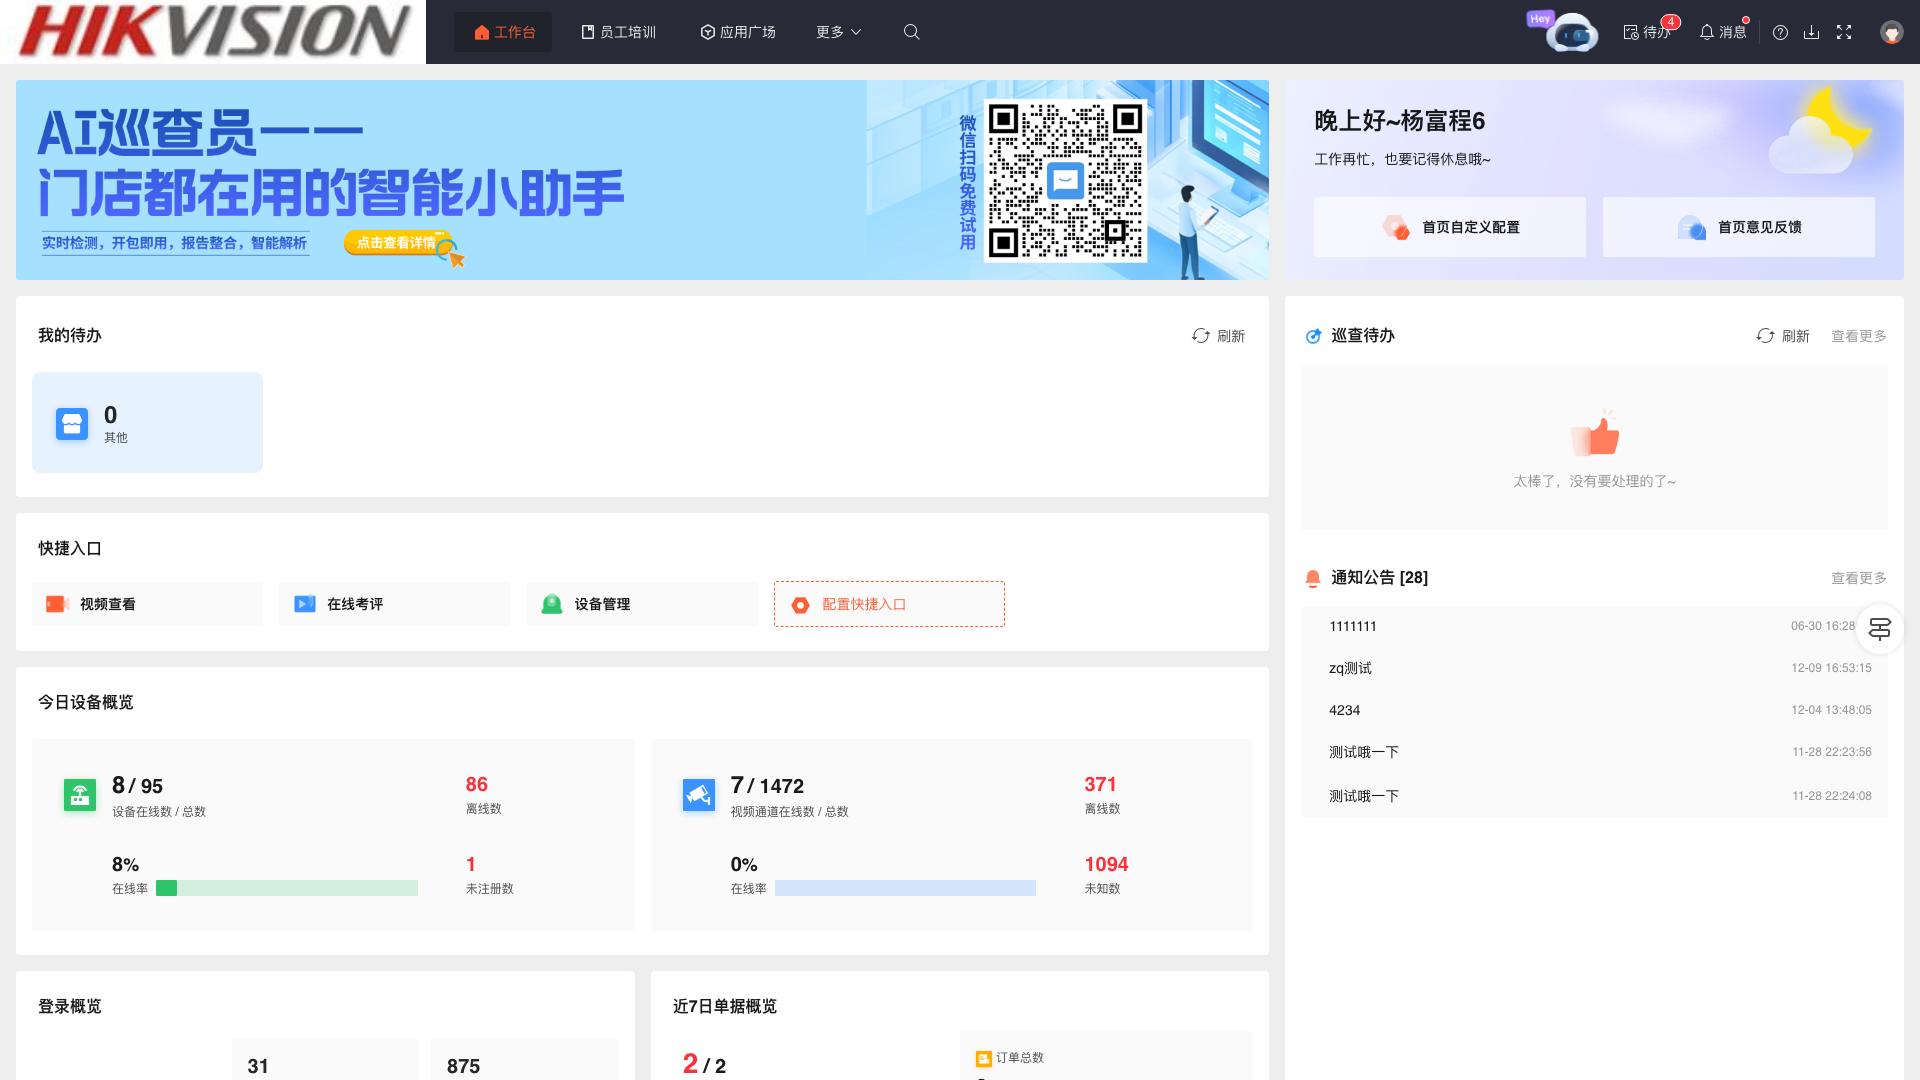 HIKVISION
工作台
员工培训
应用广场
更多
Hey
待办
4
消息
AI巡查员——
门店都在用的智能小助手
实时检测，开包即用，报告整合，智能解析
点击查看详情
微信扫码免费试用
晚上好~杨富程6
工作再忙，也要记得休息哦~
首页自定义配置
首页意见反馈
我的待办
刷新
0
其他
巡查待办
刷新
查看更多
太棒了，没有要处理的了~
快捷入口
视频查看
在线考评
设备管理
配置快捷入口
通知公告 [28]
查看更多
1111111
06-30 16:28
zq测试
12-09 16:53:15
4234
12-04 13:48:05
测试哦一下
11-28 22:23:56
测试哦一下
11-28 22:24:08
今日设备概览
8 / 95
设备在线数 / 总数
86
离线数
8%
在线率
1
未注册数
7 / 1472
视频通道在线数 / 总数
371
离线数
0%
在线率
1094
未知数
登录概览
31
875
近7日单据概览
2 / 2
订单总数